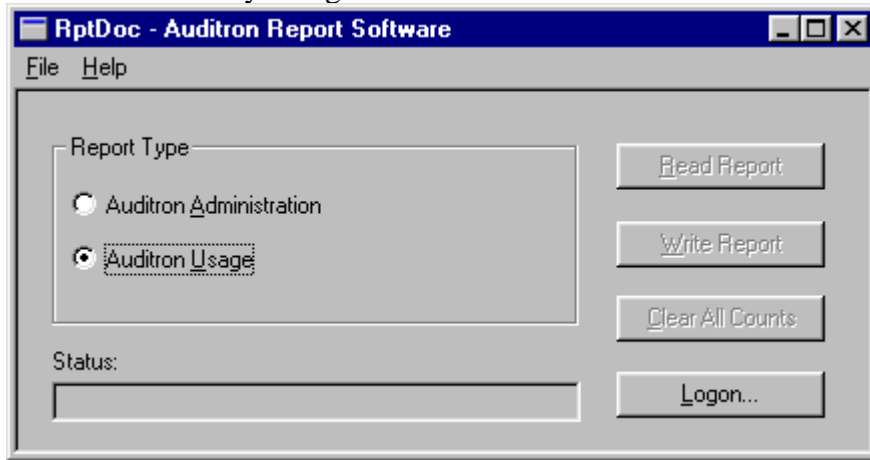 RptDoc - Auditron Report Software
File Help
Report Type
Auditron Administration
Auditron Usage
Read Report
Write Report
Clear All Counts
Status:
Logon...